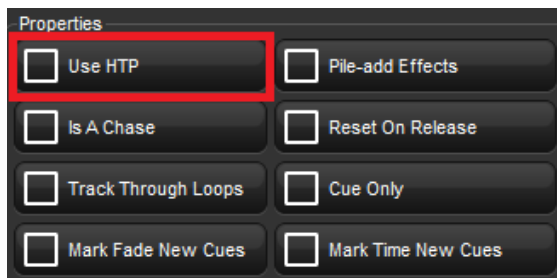 Properties
Use HTP
Pile-add Effects
Is A Chase
Reset On Release
Track Through Loops
Cue Only
Mark Fade New Cues
Mark Time New Cues